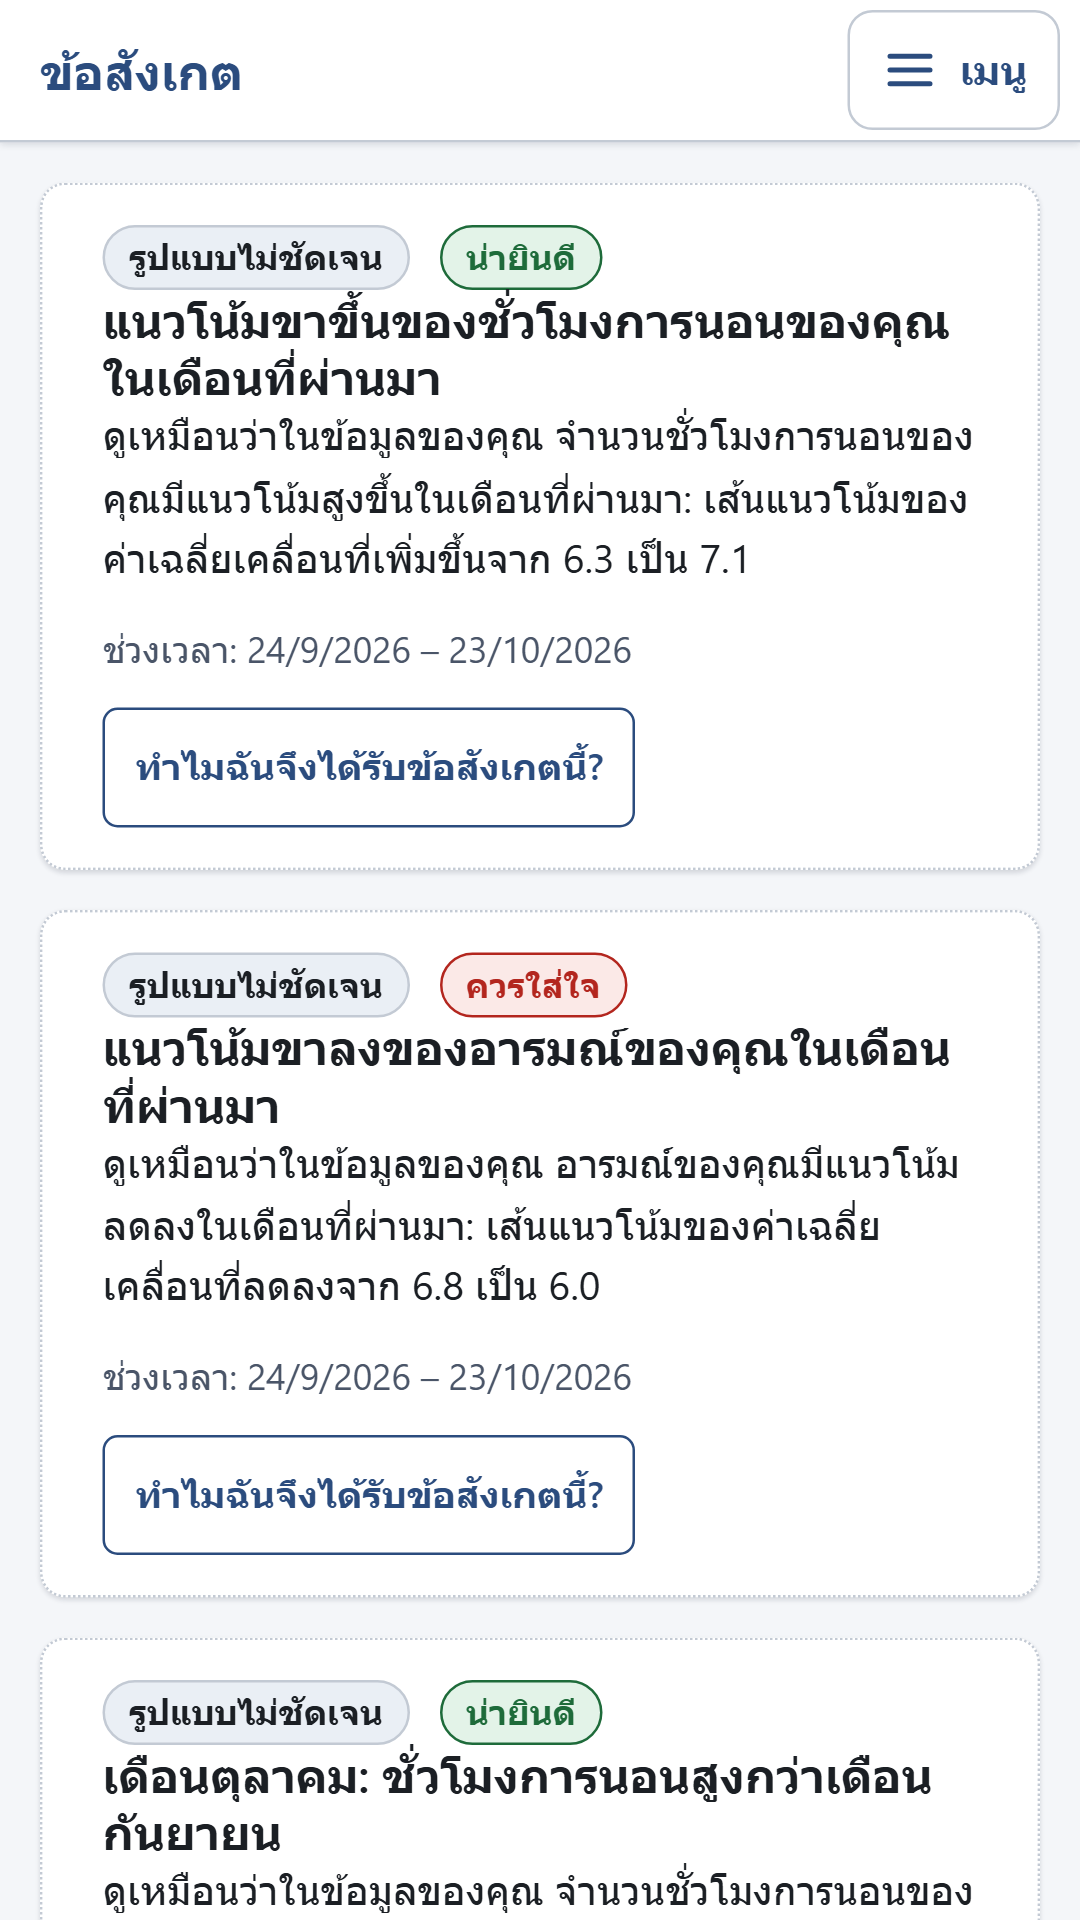 ข้อสังเกต
เมนู
รูปแบบไม่ชัดเจน
น่ายินดี
แนวโน้มขาขึ้นของชั่วโมงการนอนของคุณ
ในเดือนที่ผ่านมา
ดูเหมือนว่าในข้อมูลของคุณ จำนวนชั่วโมงการนอนของ
คุณมีแนวโน้มสูงขึ้นในเดือนที่ผ่านมา: เส้นแนวโน้มของ
ค่าเฉลี่ยเคลื่อนที่เพิ่มขึ้นจาก 6.3 เป็น 7.1
ช่วงเวลา: 24/9/2026 – 23/10/2026
ทำไมฉันจึงได้รับข้อสังเกตนี้?
รูปแบบไม่ชัดเจน
ควรใส่ใจ
แนวโน้มขาลงของอารมณ์ของคุณในเดือน
ที่ผ่านมา
ดูเหมือนว่าในข้อมูลของคุณ อารมณ์ของคุณมีแนวโน้ม
ลดลงในเดือนที่ผ่านมา: เส้นแนวโน้มของค่าเฉลี่ย
เคลื่อนที่ลดลงจาก 6.8 เป็น 6.0
ช่วงเวลา: 24/9/2026 – 23/10/2026
ทำไมฉันจึงได้รับข้อสังเกตนี้?
รูปแบบไม่ชัดเจน
น่ายินดี
เดือนตุลาคม: ชั่วโมงการนอนสูงกว่าเดือน
กันยายน
ดูเหมือนว่าในข้อมูลของคุณ จำนวนชั่วโมงการนอนของ